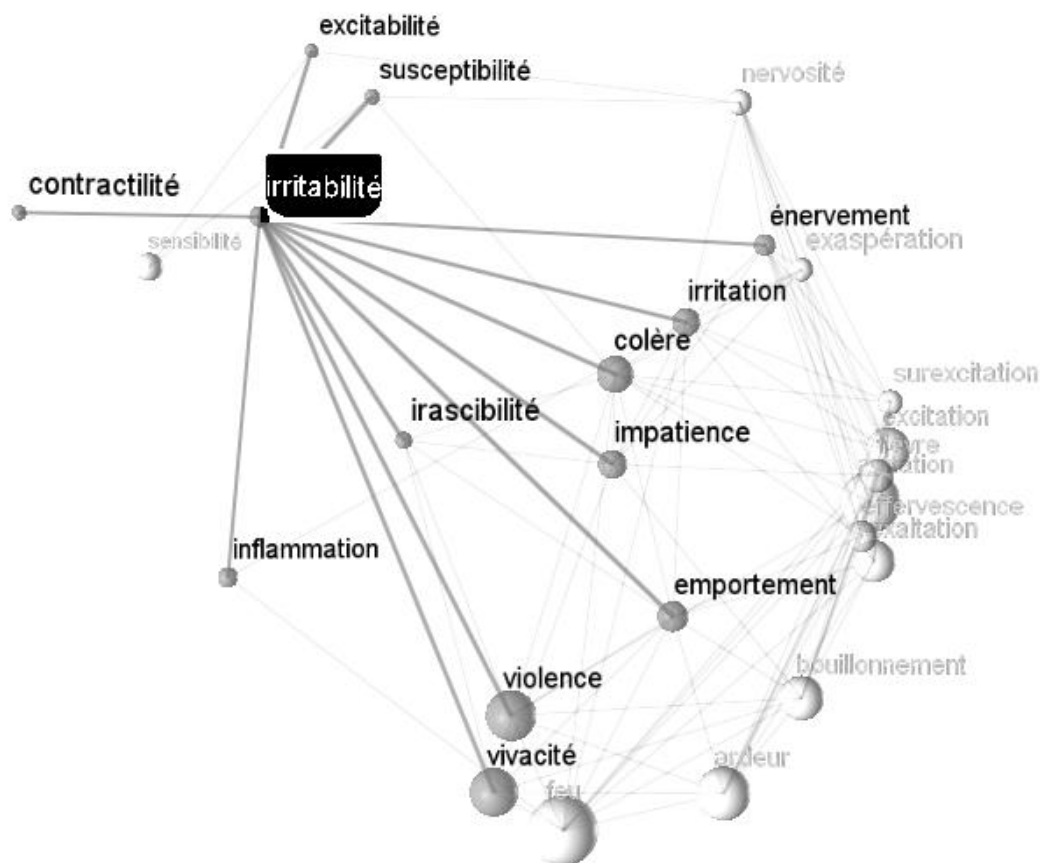 excitabilité
susceptibilité
nervosité
contractilité
irritabilité
sensibilité
énervement
exaspération
irritation
colère
surexcitation
irascibilité
excitation
impatience
effervescence
exaltation
inflammation
emportement
bouillonnement
violence
vivacité
ardeur
feu